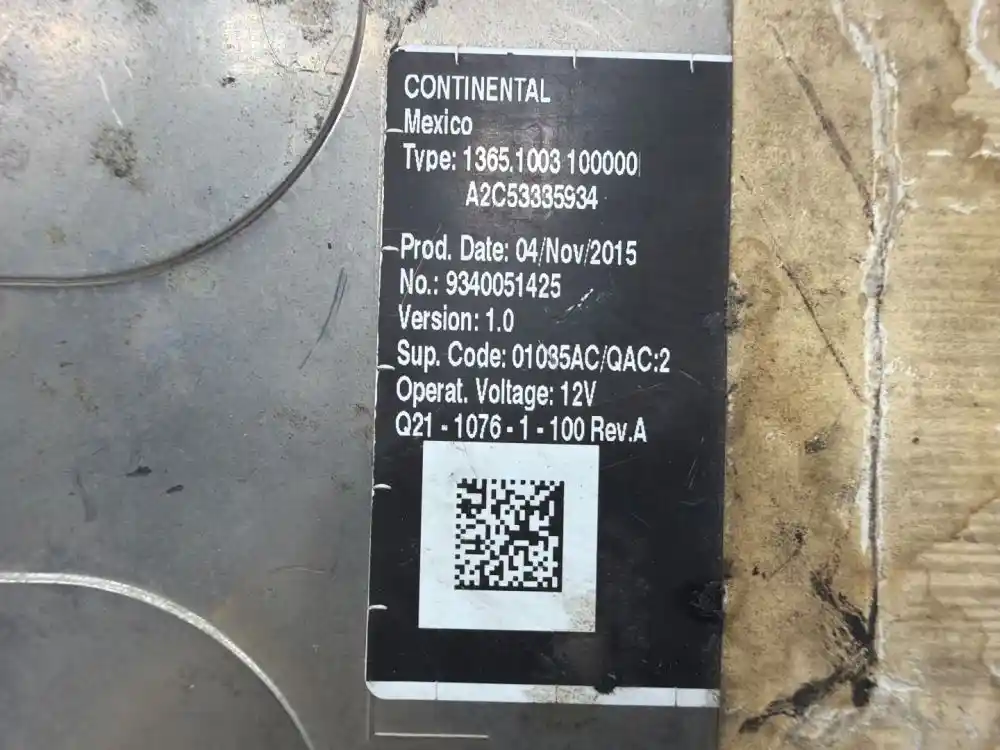 CONTINENTAL
Mexico
Type: 1365.1003 100000
A2C53335934
Prod. Date: 04/Nov/2015
No.: 9340051425
Version: 1.0
Sup. Code: 01035AC/QAC:2
Operat. Voltage: 12V
Q21 - 1076 - 1 - 100 Rev.A